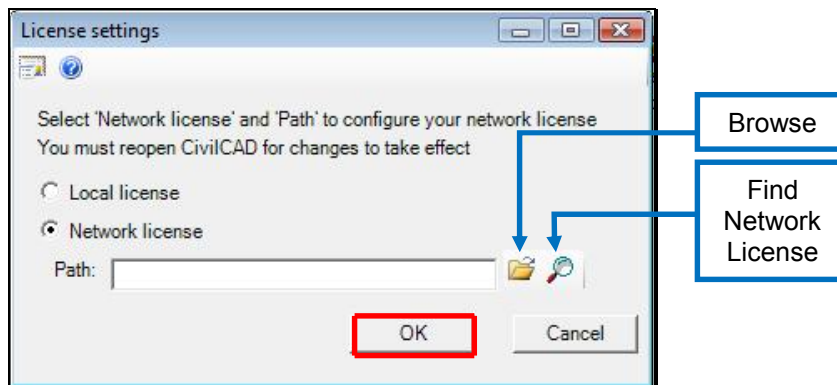 License settings
Select 'Network license' and 'Path' to configure your network license
You must reopen CivilCAD for changes to take effect
Local license
Network license
Path:
OK
Cancel
Browse
Find
Network
License